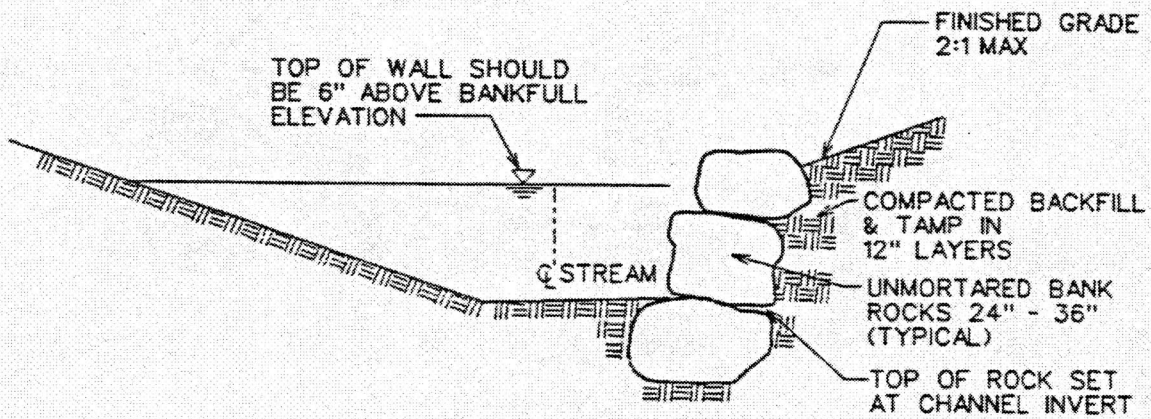 FINISHED GRADE
2:1 MAX
TOP OF WALL SHOULD
BE 6" ABOVE BANKFULL
ELEVATION
COMPACTED BACKFILL
& TAMP IN
12" LAYERS
℄ STREAM
UNMORTARED BANK
ROCKS 24" - 36"
(TYPICAL)
TOP OF ROCK SET
AT CHANNEL INVERT